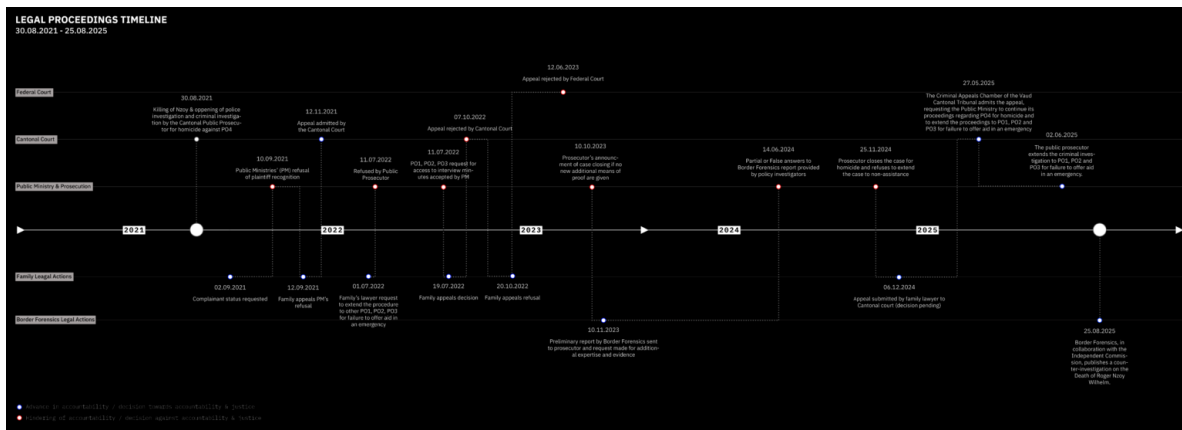 LEGAL PROCEEDINGS TIMELINE
30.08.2021 - 25.08.2025
12.06.2023
Appeal rejected by Federal Court
Federal Court
30.08.2021
Killing of Nzoy & oppening of police
investigation and criminal investiga-
tion by the Cantonal Public Prosecu-
tor for homicide against PO4
12.11.2021
Appeal admitted by
the Cantonal Court
07.10.2022
Appeal rejected by Cantonal Court
27.05.2025
The Criminal Appeals Chamber of the Vaud
Cantonal Tribunal admits the appeal,
requesting the Public Ministry to continue its
proceedings regarding PO4 for homicide and
to extend the proceedings to PO1, PO2 and
PO3 for failure to offer aid in an emergency
Cantonal Court
10.09.2021
Public Ministries' (PM) refusal
of plaintiff recognition
11.07.2022
Refused by Public
Prosecutor
11.07.2022
PO1, PO2, PO3 request for
access to interview min-
utes accepted by PM
10.10.2023
Prosecutor's announc-
ment of case closing if no
new additional means of
proof are given
14.06.2024
Partial or False answers to
Border Forensics report provided
by policy investigators
25.11.2024
Prosecutor closes the case for
homicide and refuses to extend
the case to non-assistance
02.06.2025
The public prosecutor
extends the criminal inves-
tigation to PO1, PO2 and
PO3 for failure to offer aid
in an emergency.
Public Ministry & Prosecution
2021
2022
2023
2024
2025
Family Leagal Actions
02.09.2021
Complainant status requested
12.09.2021
Family appeals PM's
refusal
01.07.2022
Family's lawyer request
to extend the procedure
to other PO1, PO2, PO3
for failure to offer aid in
an emergency
19.07.2022
Family appeals decision
20.10.2022
Family appeals refusal
06.12.2024
Appeal submitted by family lawyer to
Cantonal court (decision pending)
Border Forensics Legal Actions
10.11.2023
Preliminary report by Border Forensics sent
to prosecutor and request made for addition-
al expertise and evidence
25.08.2025
Border Forensics, in
collaboration with the
Independent Commis-
sion, publishes a coun-
ter-investigation on the
Death of Roger Nzoy
Wilhelm.
Advance in accountability / decision towards accountability & justice
Hindering of accountability / decision against accountability & justice